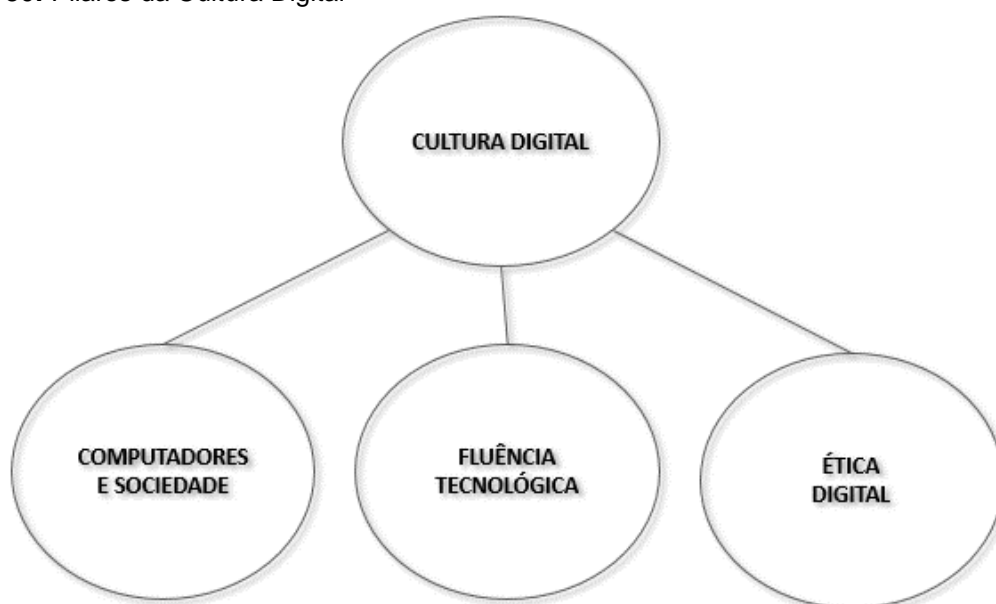 Pilares da Cultura Digital
CULTURA DIGITAL
COMPUTADORES
E SOCIEDADE
FLUÊNCIA
TECNOLÓGICA
ÉTICA
DIGITAL